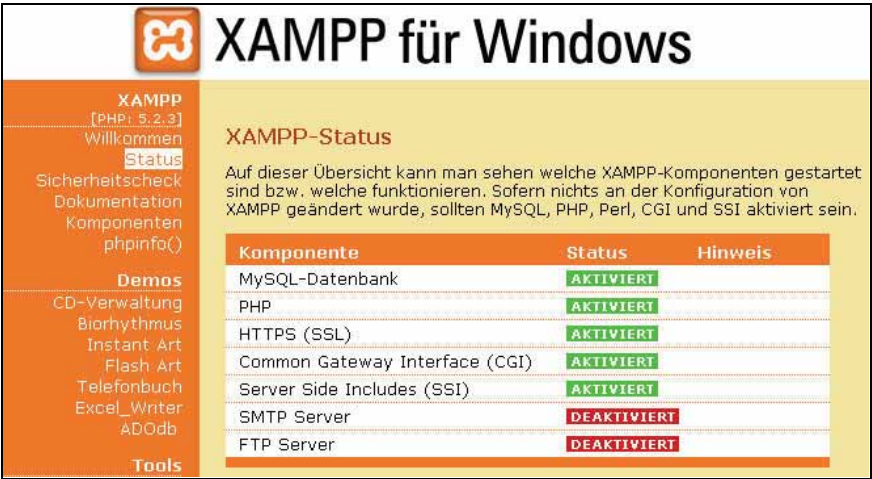 XAMPP für Windows
XAMPP
[PHP: 5.2.3]
Willkommen
Status
Sicherheitscheck
Dokumentation
Komponenten
phpinfo()
Demos
CD-Verwaltung
Biorhythmus
Instant Art
Flash Art
Telefonbuch
Excel_Writer
ADOdb
Tools
XAMPP-Status
Auf dieser Übersicht kann man sehen welche XAMPP-Komponenten gestartet
sind bzw. welche funktionieren. Sofern nichts an der Konfiguration von
XAMPP geändert wurde, sollten MySQL, PHP, Perl, CGI und SSI aktiviert sein.
Komponente Status Hinweis
MySQL-Datenbank AKTIVIERT
PHP AKTIVIERT
HTTPS (SSL) AKTIVIERT
Common Gateway Interface (CGI) AKTIVIERT
Server Side Includes (SSI) AKTIVIERT
SMTP Server DEAKTIVIERT
FTP Server DEAKTIVIERT